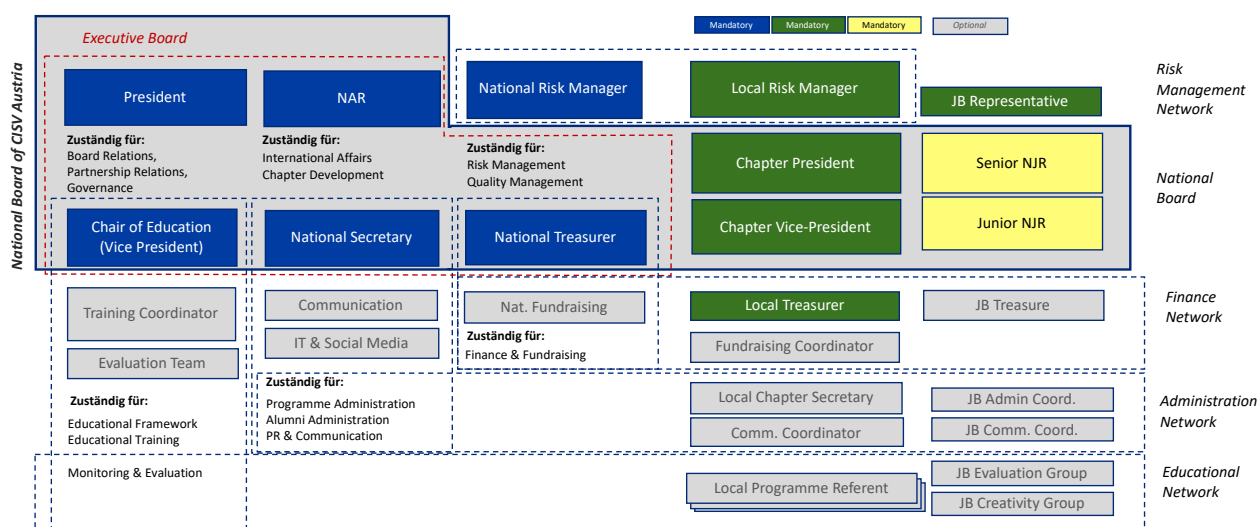 Mandatory
Mandatory
Mandatory
Optional
National Board of CISV Austria
Executive Board
President
NAR
National Risk Manager
Local Risk Manager
JB Representative
Risk
Management
Network
Zuständig für:
Board Relations,
Partnership Relations,
Governance
Zuständig für:
International Affairs
Chapter Development
Zuständig für:
Risk Management
Quality Management
Chapter President
Senior NJR
National
Board
Chair of Education
(Vice President)
National Secretary
National Treasurer
Chapter Vice-President
Junior NJR
Training Coordinator
Evaluation Team
Communication
IT & Social Media
Nat. Fundraising
Zuständig für:
Finance & Fundraising
Local Treasurer
JB Treasure
Fundraising Coordinator
Finance
Network
Zuständig für:
Educational Framework
Educational Training
Monitoring & Evaluation
Zuständig für:
Programme Administration
Alumni Administration
PR & Communication
Local Chapter Secretary
JB Admin Coord.
Comm. Coordinator
JB Comm. Coord.
Administration
Network
Local Programme Referent
JB Evaluation Group
JB Creativity Group
Educational
Network